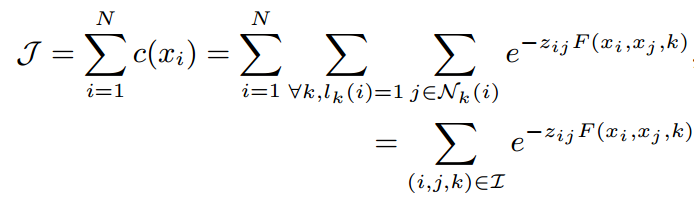 𝒥 = ∑_{i=1}^{N} c(x_i) = ∑_{i=1}^{N} ∑_{∀k,l_k(i)=1} ∑_{j∈𝒩_k(i)} e^{−z_{ij}F(x_i,x_j,k)},
= ∑_{(i,j,k)∈ℐ} e^{−z_{ij}F(x_i,x_j,k)}